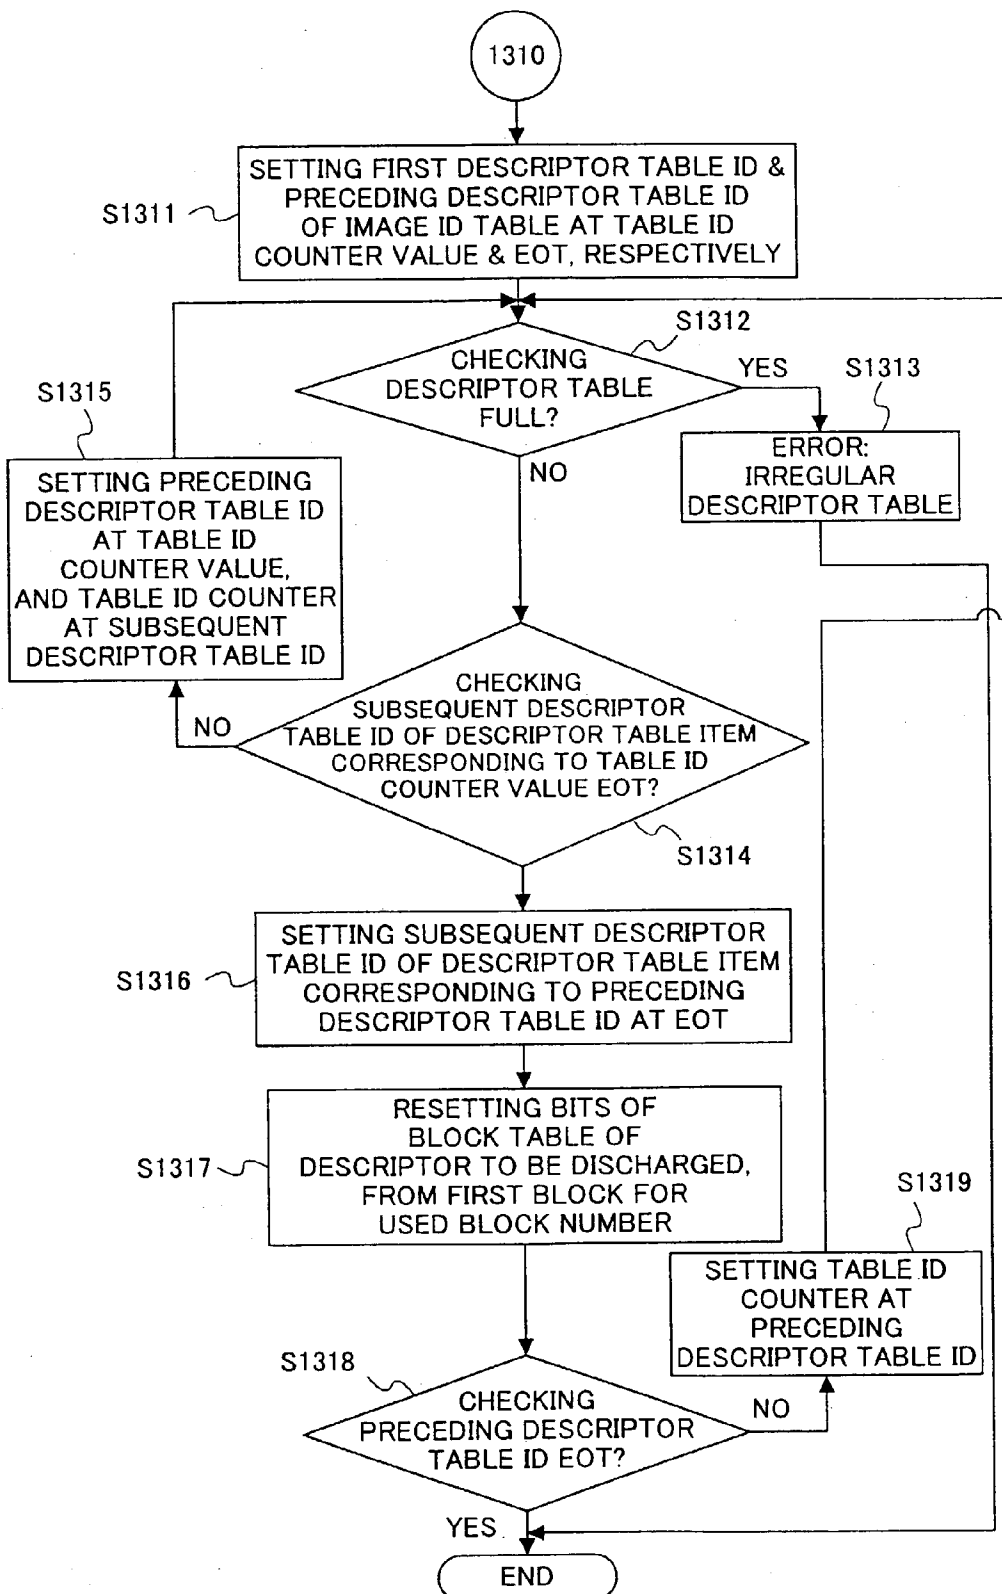 1310
SETTING FIRST DESCRIPTOR TABLE ID &
PRECEDING DESCRIPTOR TABLE ID
OF IMAGE ID TABLE AT TABLE ID
COUNTER VALUE & EOT, RESPECTIVELY
S1311
S1312
CHECKING
DESCRIPTOR TABLE
FULL?
YES
NO
S1313
ERROR:
IRREGULAR
DESCRIPTOR TABLE
S1315
SETTING PRECEDING
DESCRIPTOR TABLE ID
AT TABLE ID
COUNTER VALUE,
AND TABLE ID COUNTER
AT SUBSEQUENT
DESCRIPTOR TABLE ID
NO
CHECKING
SUBSEQUENT DESCRIPTOR
TABLE ID OF DESCRIPTOR TABLE ITEM
CORRESPONDING TO TABLE ID
COUNTER VALUE EOT?
S1314
SETTING SUBSEQUENT DESCRIPTOR
TABLE ID OF DESCRIPTOR TABLE ITEM
CORRESPONDING TO PRECEDING
DESCRIPTOR TABLE ID AT EOT
S1316
RESETTING BITS OF
BLOCK TABLE OF
DESCRIPTOR TO BE DISCHARGED,
FROM FIRST BLOCK FOR
USED BLOCK NUMBER
S1317
S1319
SETTING TABLE ID
COUNTER AT
PRECEDING
DESCRIPTOR TABLE ID
S1318
CHECKING
PRECEDING DESCRIPTOR
TABLE ID EOT?
NO
YES
END